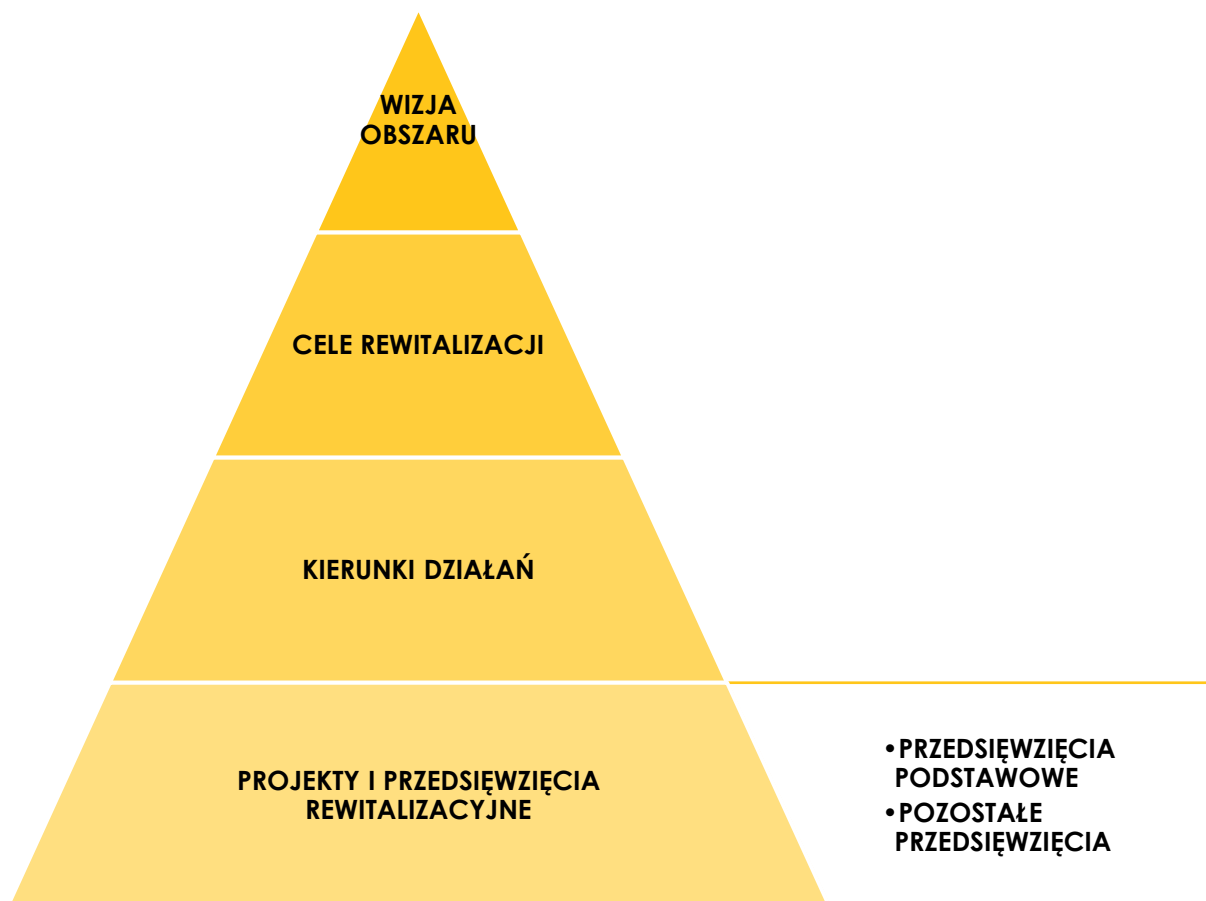 WIZJA
OBSZARU
CELE REWITALIZACJI
KIERUNKI DZIAŁAŃ
PROJEKTY I PRZEDSIĘWZIĘCIA
REWITALIZACYJNE
•PRZEDSIĘWZIĘCIA
PODSTAWOWE
•POZOSTAŁE
PRZEDSIĘWZIĘCIA